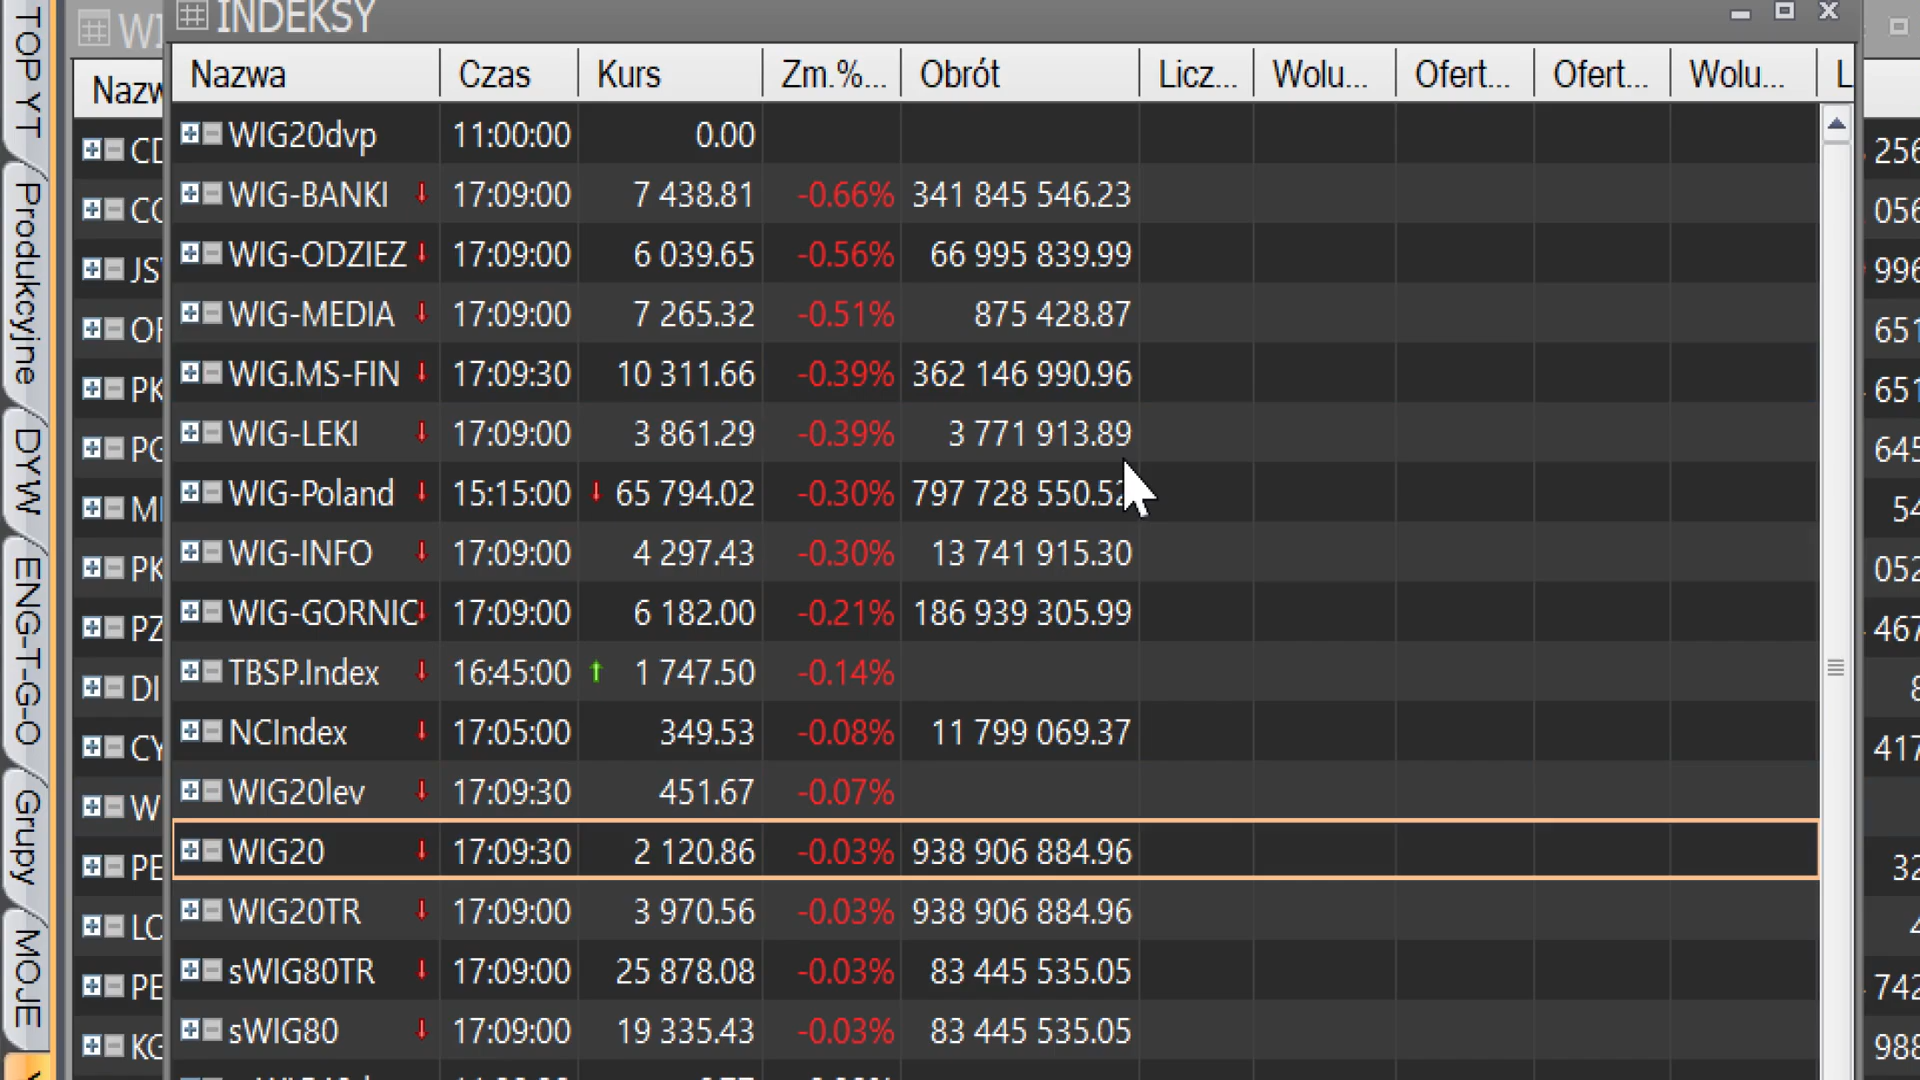 INDEKSY
Nazwa Czas Kurs Zm.%... Obrót Licz... Wolu... Ofert... Ofert... Wolu... L
WIG20dvp 11:00:00 0.00
WIG-BANKI 17:09:00 7 438.81 -0.66% 341 845 546.23
WIG-ODZIEZ 17:09:00 6 039.65 -0.56% 66 995 839.99
WIG-MEDIA 17:09:00 7 265.32 -0.51% 875 428.87
WIG.MS-FIN 17:09:30 10 311.66 -0.39% 362 146 990.96
WIG-LEKI 17:09:00 3 861.29 -0.39% 3 771 913.89
WIG-Poland 15:15:00 65 794.02 -0.30% 797 728 550.52
WIG-INFO 17:09:00 4 297.43 -0.30% 13 741 915.30
WIG-GORNIC 17:09:00 6 182.00 -0.21% 186 939 305.99
TBSP.Index 16:45:00 1 747.50 -0.14%
NCIndex 17:05:00 349.53 -0.08% 11 799 069.37
WIG20lev 17:09:30 451.67 -0.07%
WIG20 17:09:30 2 120.86 -0.03% 938 906 884.96
WIG20TR 17:09:00 3 970.56 -0.03% 938 906 884.96
sWIG80TR 17:09:00 25 878.08 -0.03% 83 445 535.05
sWIG80 17:09:00 19 335.43 -0.03% 83 445 535.05
TOP YT
Produkcyjne
DYW
ENG-T-G-O
Grupy
MOJE